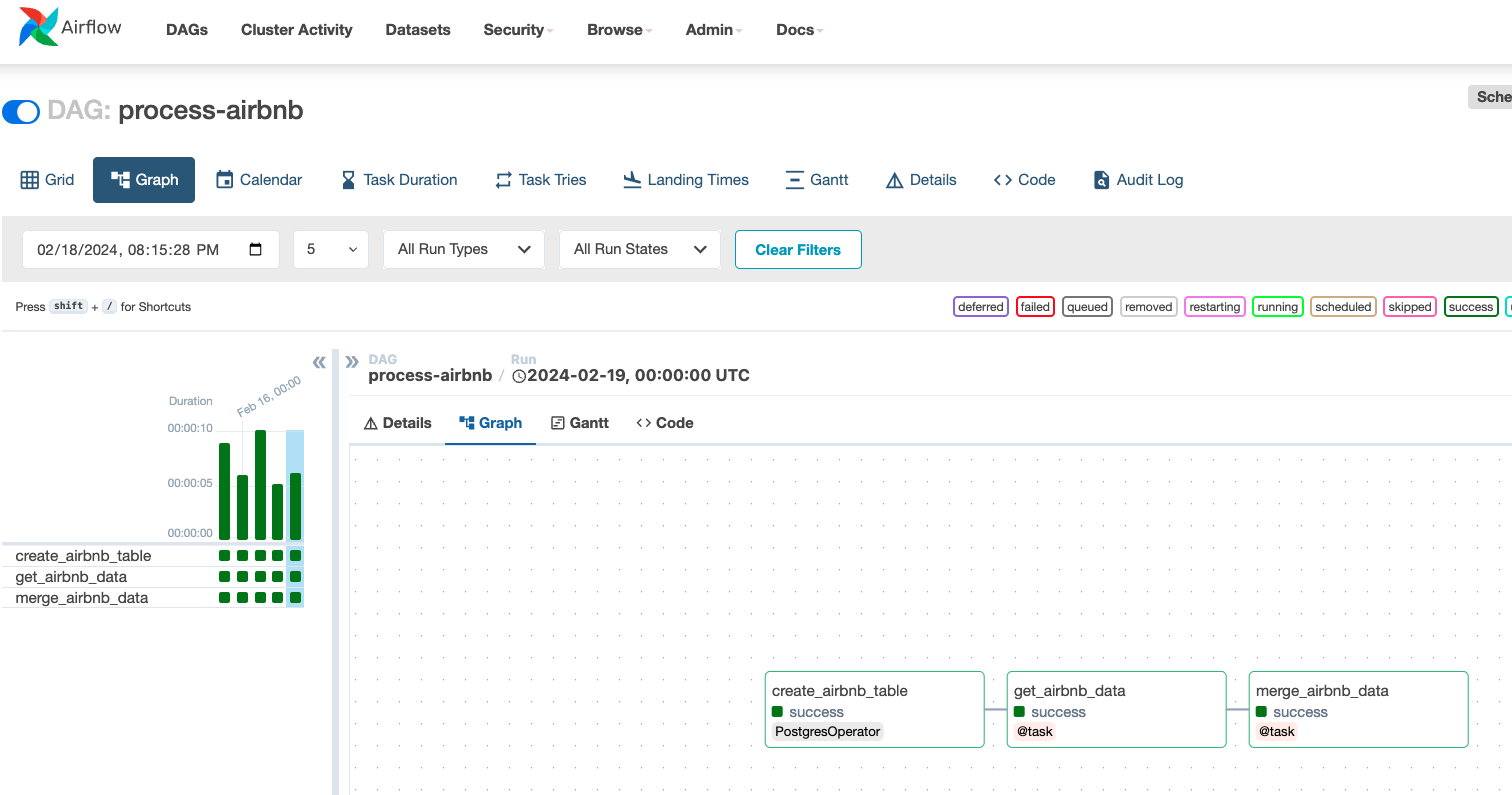 Airflow DAGs Cluster Activity Datasets Security Browse Admin Docs
DAG: process-airbnb
Sche
Grid Graph Calendar Task Duration Task Tries Landing Times Gantt Details Code Audit Log
02/18/2024, 08:15:28 PM 5 All Run Types All Run States Clear Filters
Press shift + / for Shortcuts
deferred failed queued removed restarting running scheduled skipped success
Duration
Feb 16, 00:00
00:00:10
00:00:05
00:00:00
create_airbnb_table
get_airbnb_data
merge_airbnb_data
DAG Run
process-airbnb / 2024-02-19, 00:00:00 UTC
Details Graph Gantt Code
create_airbnb_table
success
PostgresOperator
get_airbnb_data
success
@task
merge_airbnb_data
success
@task